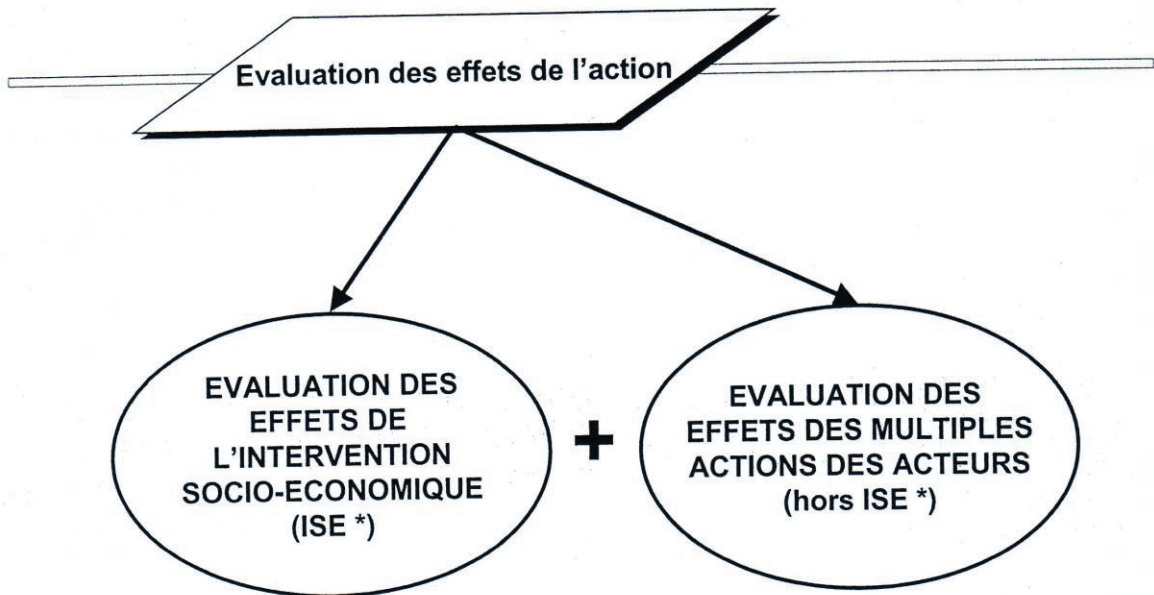 Evaluation des effets de l'action
EVALUATION DES
EFFETS DE
L'INTERVENTION
SOCIO-ECONOMIQUE
(ISE *)
+
EVALUATION DES
EFFETS DES MULTIPLES
ACTIONS DES ACTEURS
(hors ISE *)